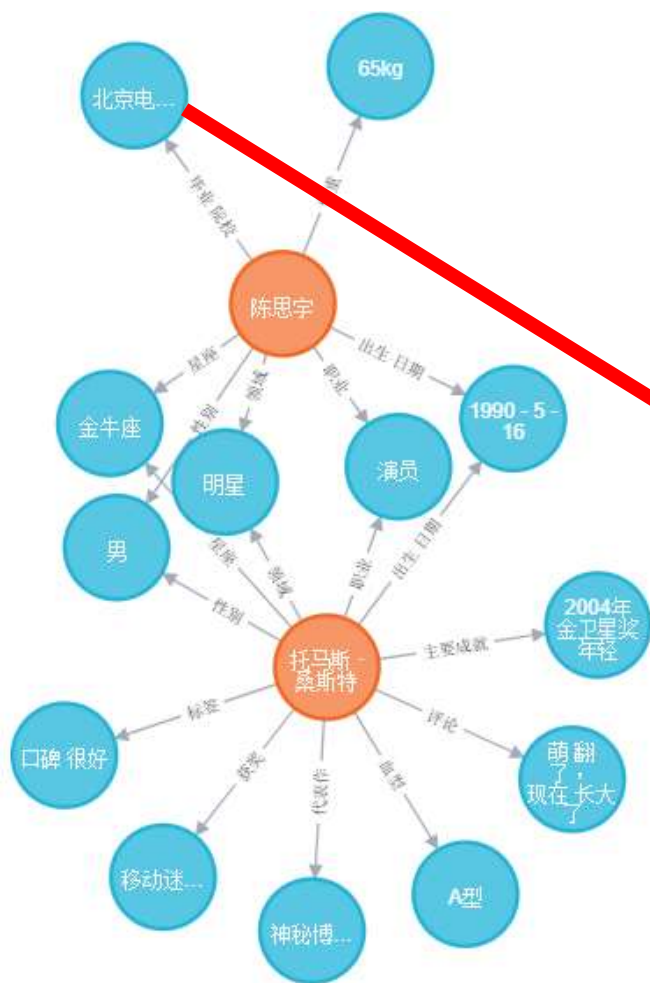 65kg
北京电...
毕业 院校
陈思宇
星座
领域
职业
出生 日期
性别
1990 - 5 -
16
金牛座
明星
演员
男
星座
领域
职业
出生 日期
性别
2004年
金卫星奖
年轻
托马斯 -
桑斯特
主要成就
标签
评论
获奖
代表作
血型
口碑 很好
萌 翻
了，
现在 长大
了
移动迷...
A型
神秘博...